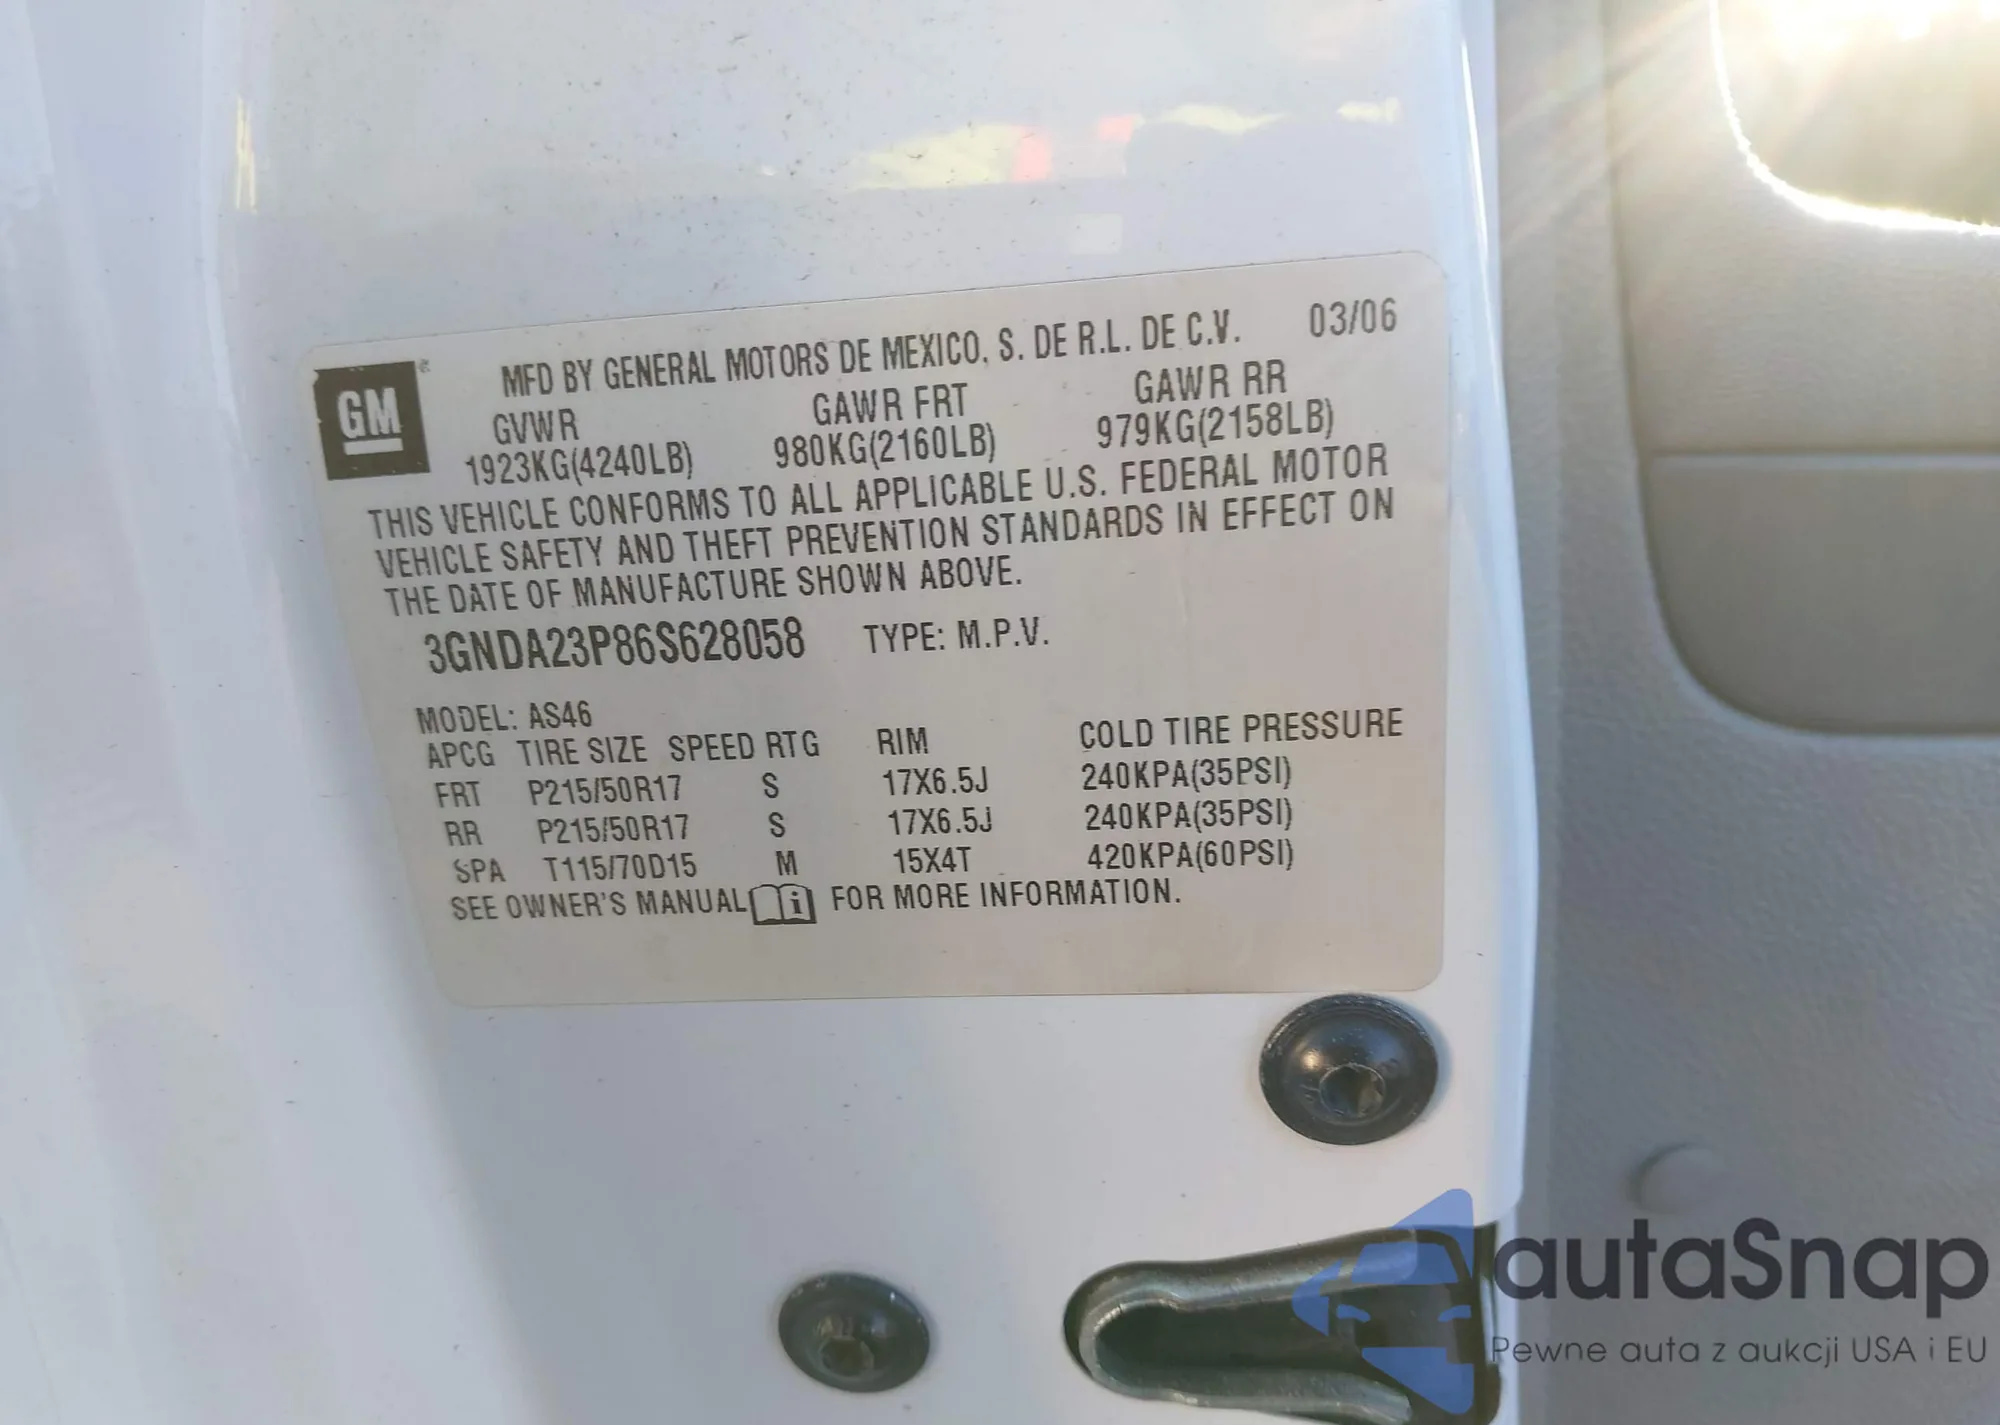 GM
MFD BY GENERAL MOTORS DE MEXICO, S. DE R.L. DE C.V. 03/06
GVWR GAWR FRT GAWR RR
1923KG(4240LB) 980KG(2160LB) 979KG(2158LB)
THIS VEHICLE CONFORMS TO ALL APPLICABLE U.S. FEDERAL MOTOR
VEHICLE SAFETY AND THEFT PREVENTION STANDARDS IN EFFECT ON
THE DATE OF MANUFACTURE SHOWN ABOVE.
3GNDA23P86S628058 TYPE: M.P.V.
MODEL: AS46
APCG TIRE SIZE SPEED RTG RIM COLD TIRE PRESSURE
FRT P215/50R17 S 17X6.5J 240KPA(35PSI)
RR P215/50R17 S 17X6.5J 240KPA(35PSI)
SPA T115/70D15 M 15X4T 420KPA(60PSI)
SEE OWNER'S MANUAL i FOR MORE INFORMATION.
autaSnap
Pewne auta z aukcji USA i EU